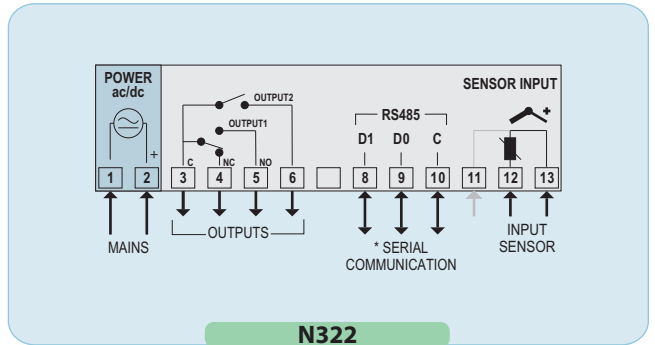 POWER
ac/dc
SENSOR INPUT
OUTPUT2
OUTPUT1
RS485
D1 D0 C
+
+
C NC NO
1 2 3 4 5 6 8 9 10 11 12 13
MAINS
OUTPUTS
* SERIAL
COMMUNICATION
INPUT
SENSOR
N322